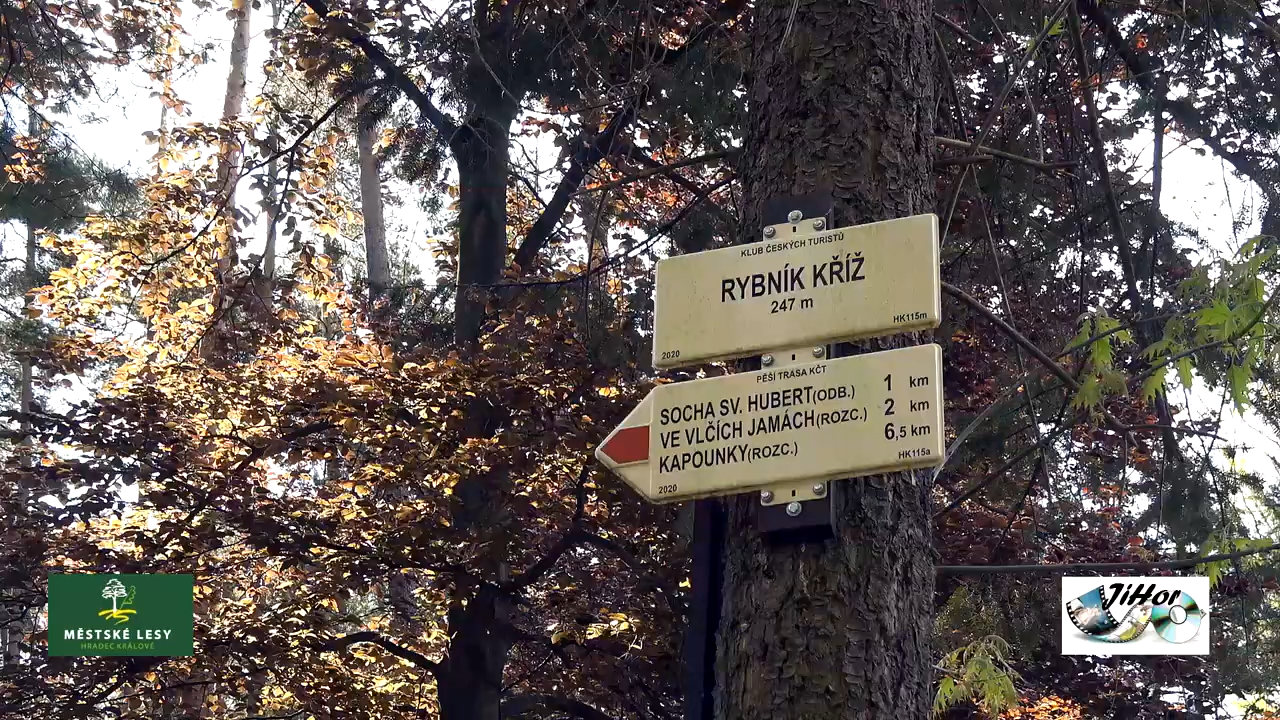 KLUB ČESKÝCH TURISTŮ
RYBNÍK KŘÍŽ
247 m
HK115m
2020
PĚŠÍ TRASA KČT
SOCHA SV. HUBERT(ODB.) 1 km
VE VLČÍCH JAMÁCH(ROZC.) 2 km
KAPOUNKY(ROZC.) 6,5 km
HK115a
2020
MĚSTSKÉ LESY
HRADEC KRÁLOVÉ
JiHor